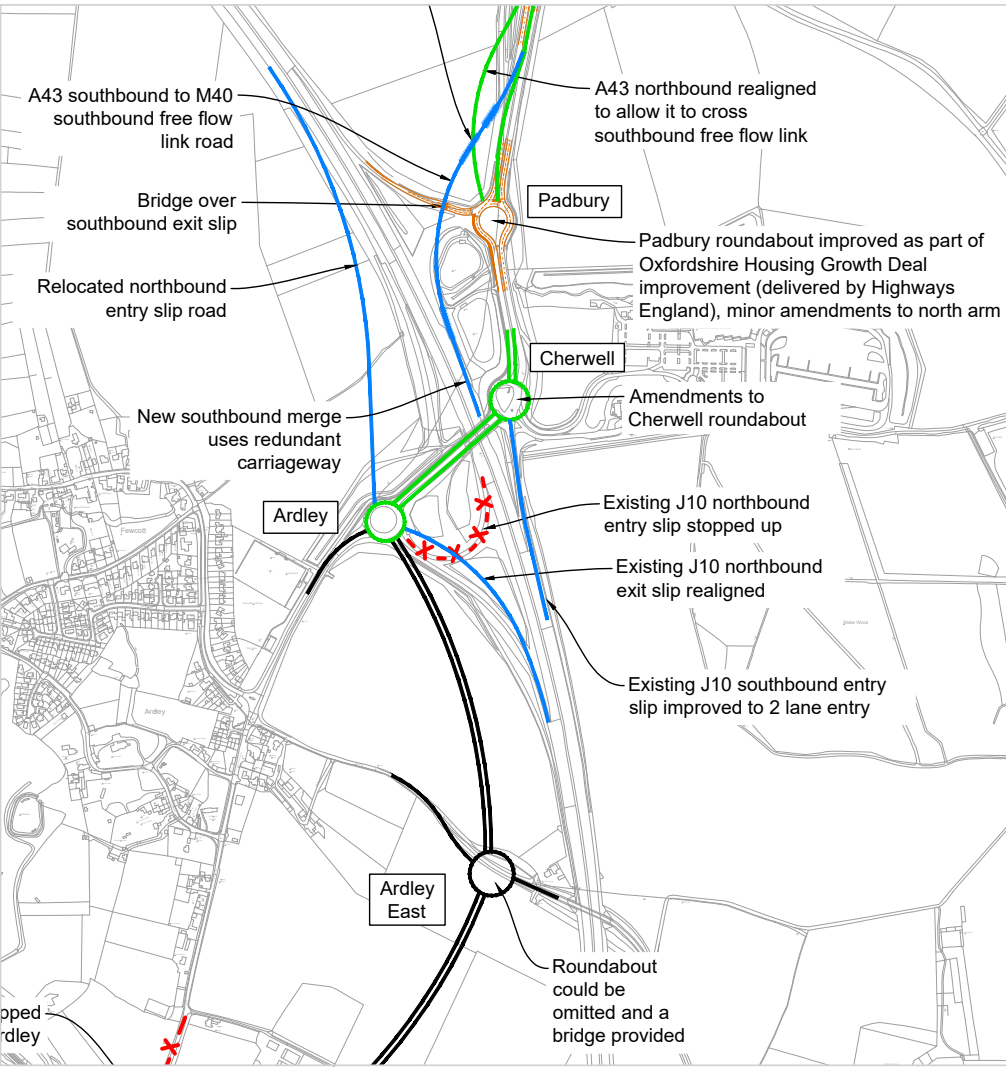 A43 southbound to M40
southbound free flow
link road
A43 northbound realigned
to allow it to cross
southbound free flow link
Bridge over
southbound exit slip
Padbury
Padbury roundabout improved as part of
Oxfordshire Housing Growth Deal
improvement (delivered by Highways
England), minor amendments to north arm
Relocated northbound
entry slip road
Cherwell
Amendments to
Cherwell roundabout
New southbound merge
uses redundant
carriageway
Ardley
Existing J10 northbound
entry slip stopped up
Fewcott
Existing J10 northbound
exit slip realigned
Existing J10 southbound entry
slip improved to 2 lane entry
Ardley
Ardley
East
Roundabout
could be
omitted and a
bridge provided
pped
rdley